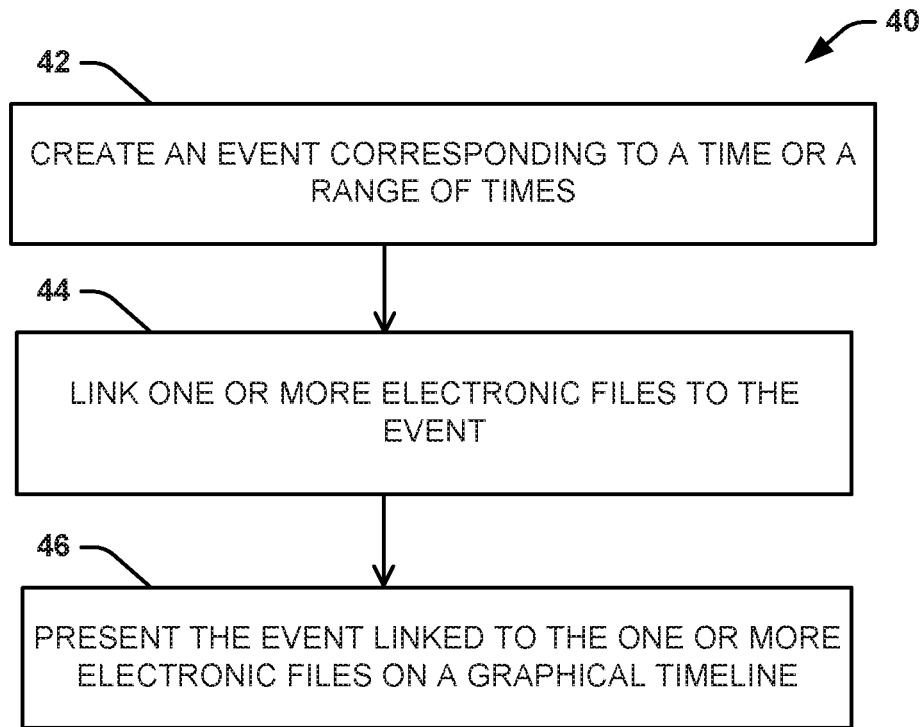 40
42
CREATE AN EVENT CORRESPONDING TO A TIME OR A
RANGE OF TIMES
44
LINK ONE OR MORE ELECTRONIC FILES TO THE
EVENT
46
PRESENT THE EVENT LINKED TO THE ONE OR MORE
ELECTRONIC FILES ON A GRAPHICAL TIMELINE